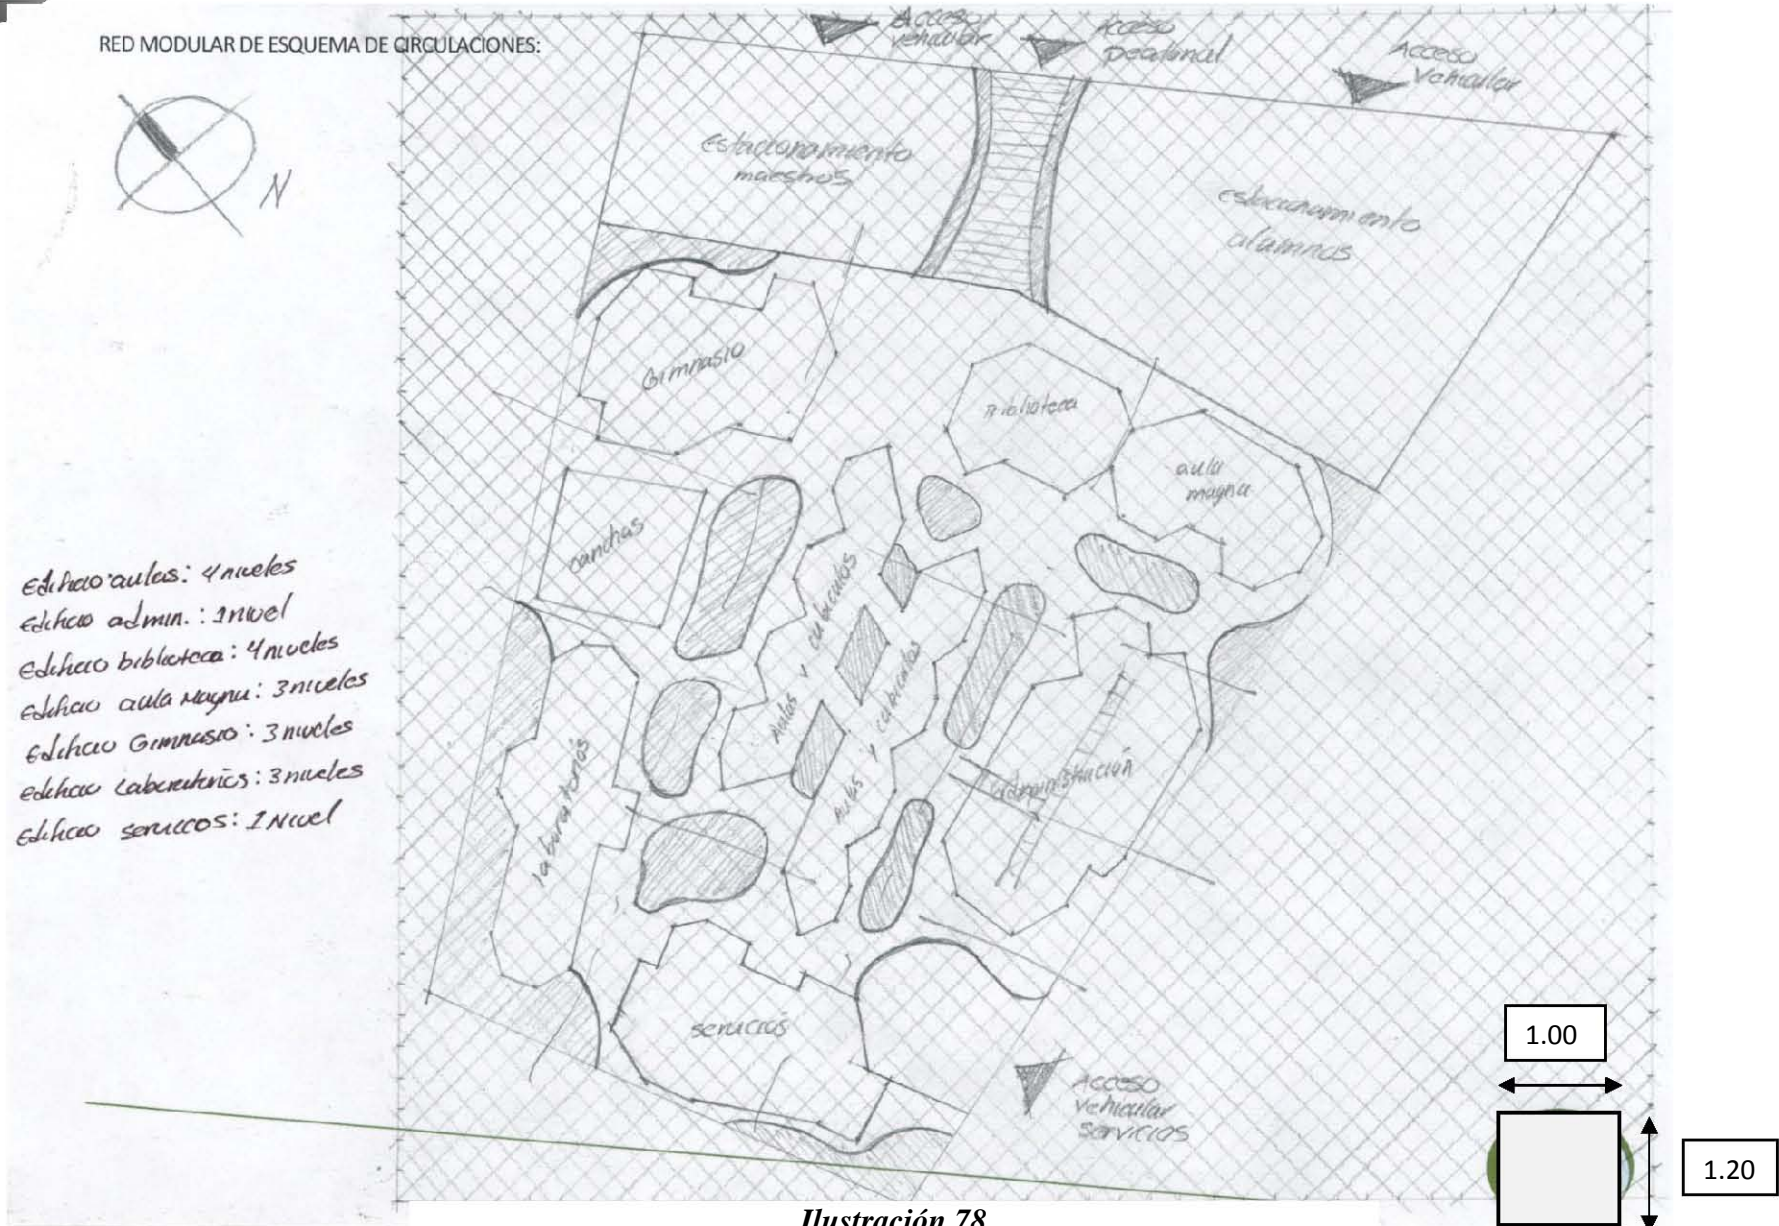 RED MODULAR DE ESQUEMA DE CIRCULACIONES:
N
Acceso
vehicular
Acceso
peatonal
Acceso
Vehicular
estacionamiento
maestros
estacionamiento
alumnos
Gimnasio
Biblioteca
aula
magna
canchas
Aulas y cubiculos
Aulas y cubiculos
laboratorios
administración
servicios
Acceso
vehicular
servicios
Edificio aulas: 4 niveles
Edificio admin.: 1 nivel
Edificio biblioteca: 4 niveles
Edificio aula Magna: 3 niveles
Edificio Gimnasio: 3 niveles
Edificio Laboratorios: 3 niveles
Edificio servicios: 1 Nivel
1.00
1.20
Ilustración 78